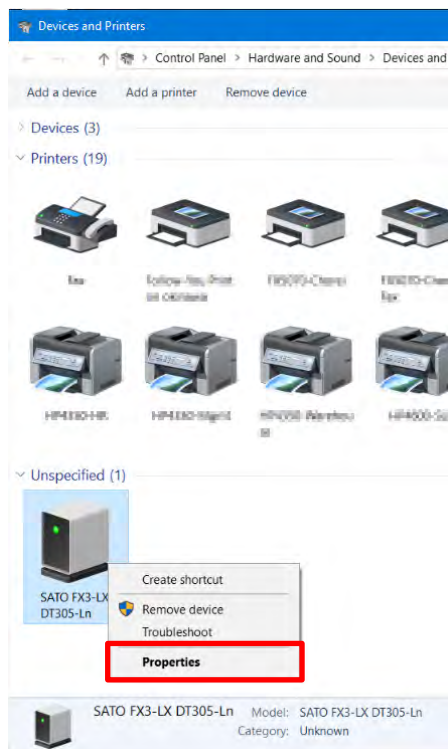 Devices and Printers
Control Panel > Hardware and Sound > Devices and
Add a device Add a printer Remove device
Devices (3)
Printers (19)
Unspecified (1)
SATO FX3-LX
DT305-Ln
Create shortcut
Remove device
Troubleshoot
Properties
SATO FX3-LX DT305-Ln Model: SATO FX3-LX DT305-Ln
Category: Unknown